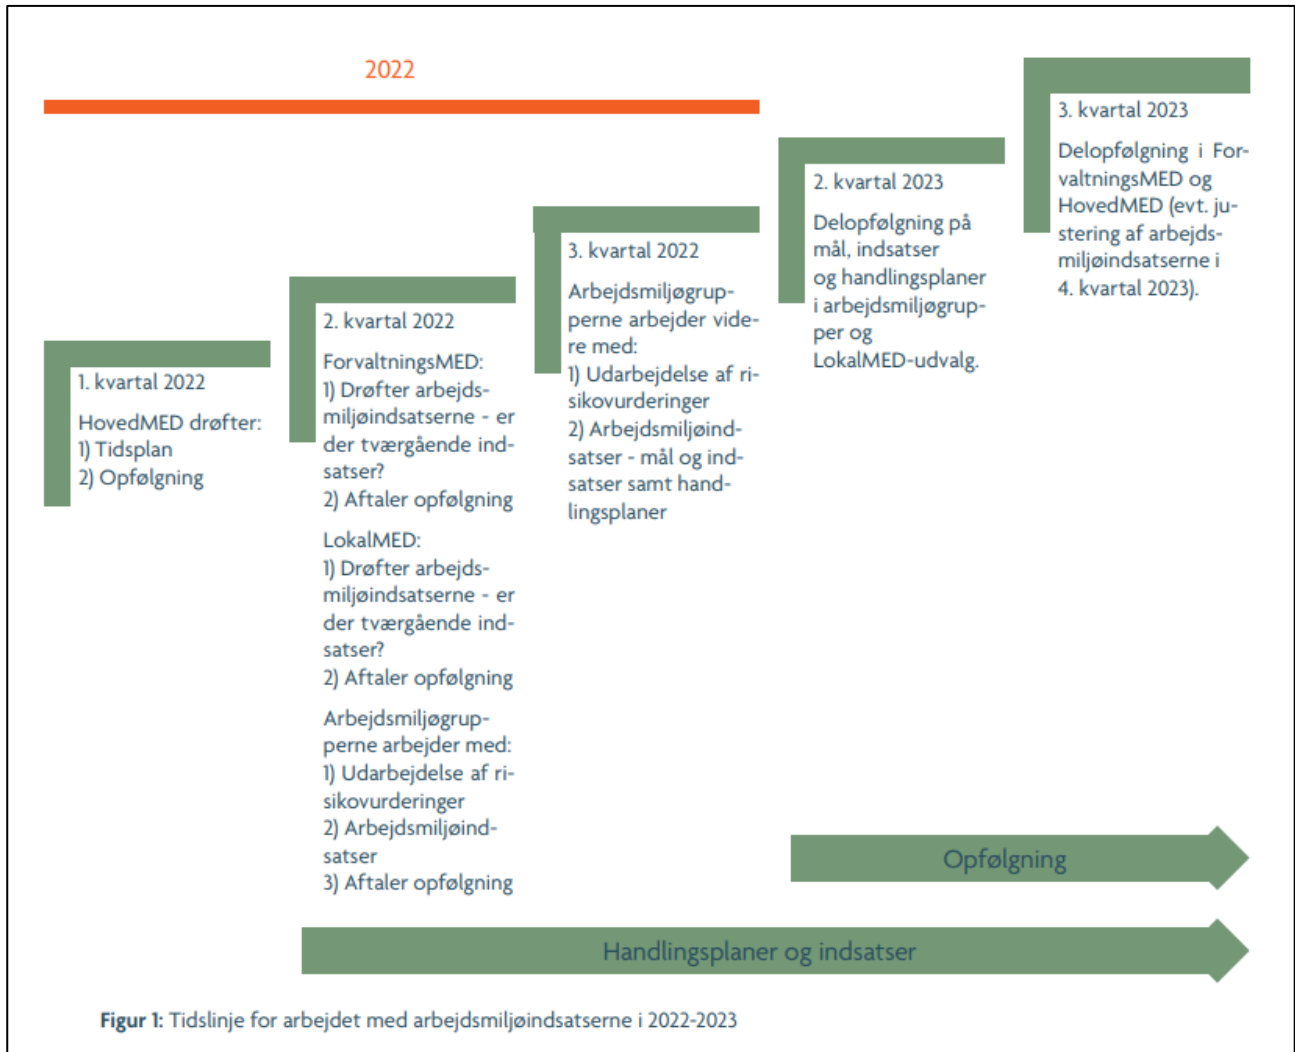 2022
1. kvartal 2022
HovedMED drøfter:
1) Tidsplan
2) Opfølgning
2. kvartal 2022
ForvaltningsMED:
1) Drøfter arbejds-
miljøindsatserne - er
der tværgående ind-
satser?
2) Aftaler opfølgning
LokalMED:
1) Drøfter arbejds-
miljøindsatserne - er
der tværgående ind-
satser?
2) Aftaler opfølgning
Arbejdsmiljøgrup-
perne arbejder med:
1) Udarbejdelse af ri-
sikovurderinger
2) Arbejdsmiljøind-
satser
3) Aftaler opfølgning
3. kvartal 2022
Arbejdsmiljøgrup-
perne arbejder vide-
re med:
1) Udarbejdelse af ri-
sikovurderinger
2) Arbejdsmiljøind-
satser - mål og ind-
satser samt hand-
lingsplaner
2. kvartal 2023
Delopfølgning på
mål, indsatser
og handlingsplaner
i arbejdsmiljøgrup-
per og
LokalMED-udvalg.
3. kvartal 2023
Delopfølgning i For-
valtningsMED og
HovedMED (evt. ju-
stering af arbejds-
miljøindsatserne i
4. kvartal 2023).
Opfølgning
Handlingsplaner og indsatser
Figur 1: Tidslinje for arbejdet med arbejdsmiljøindsatserne i 2022-2023